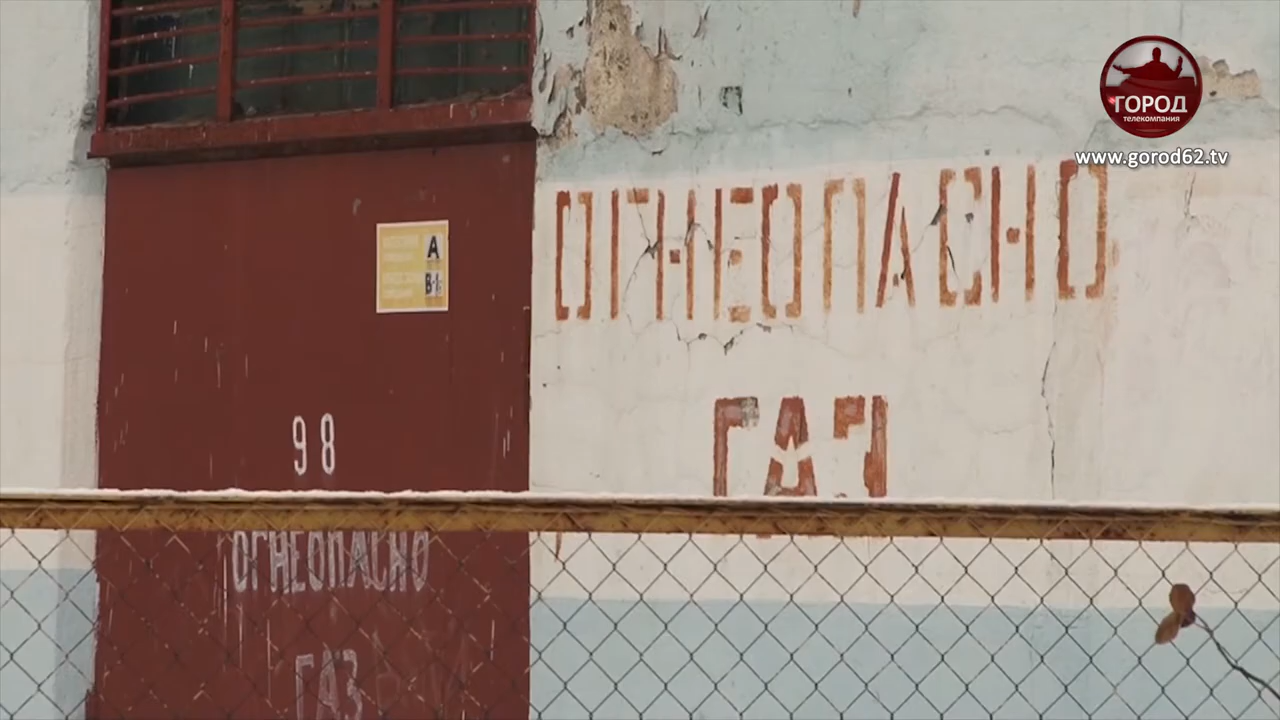 ГОРОД
телекомпания
www.gorod62.tv
ОГНЕОПАСНО
ГАЗ
А
В-I
98
ОГНЕОПАСНО
ГАЗ